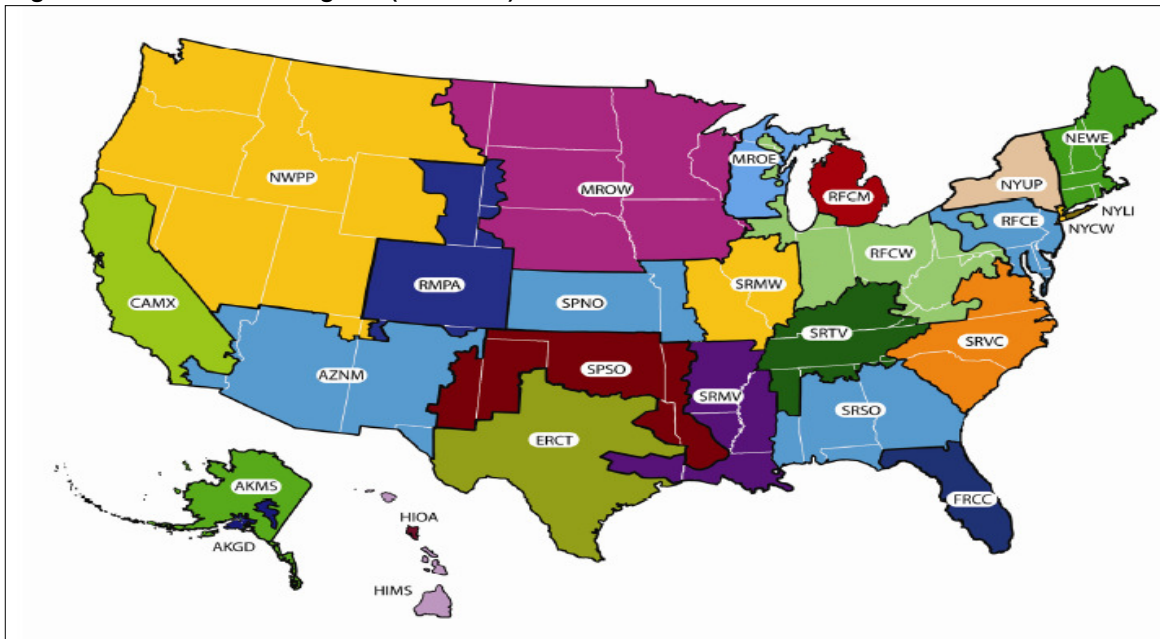 NEWE
MROE
NWPP
NYUP
MROW
RFCM
NYLI
RFCE
NYCW
RFCW
SRMW
RMPA
CAMX
SPNO
SRTV
SRVC
SPSO
AZNM
SRMV
SRSO
ERCT
AKMS
FRCC
HIOA
AKGD
HIMS